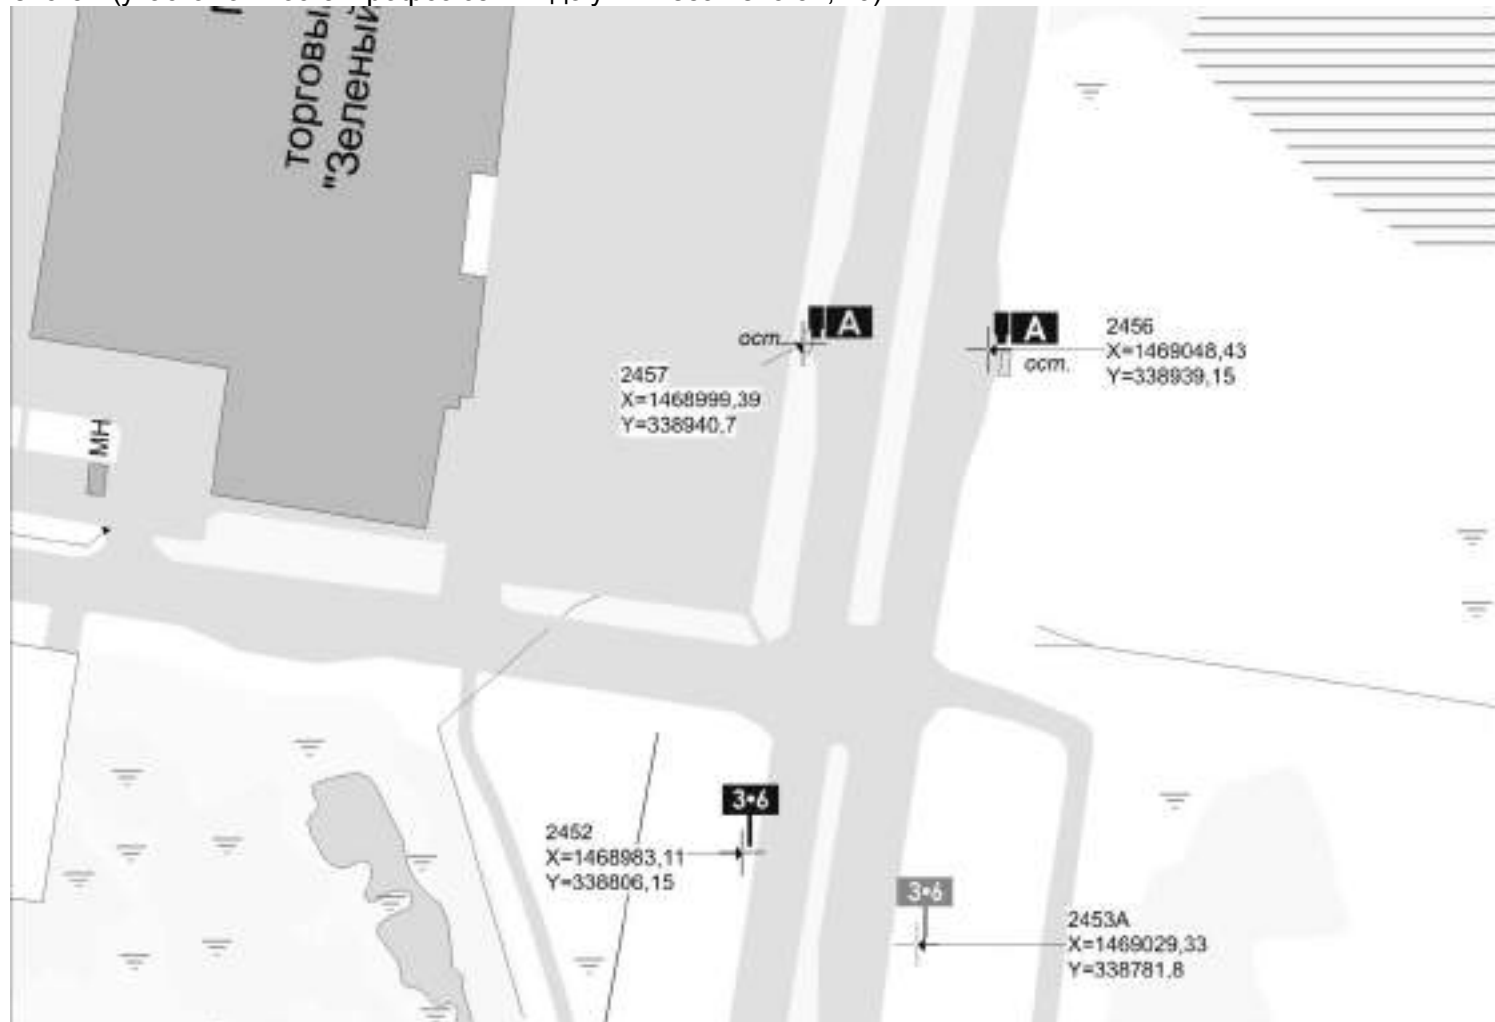 торговы
"Зеленый
А
ост.
А
2456
X=1469048,43
Y=338939,15
ост.
2457
X=1468999,39
Y=338940.7
МН
3•6
2452
X=1468983,11
Y=338806,15
3•6
2453А
X=1469029,33
Y=338781.8